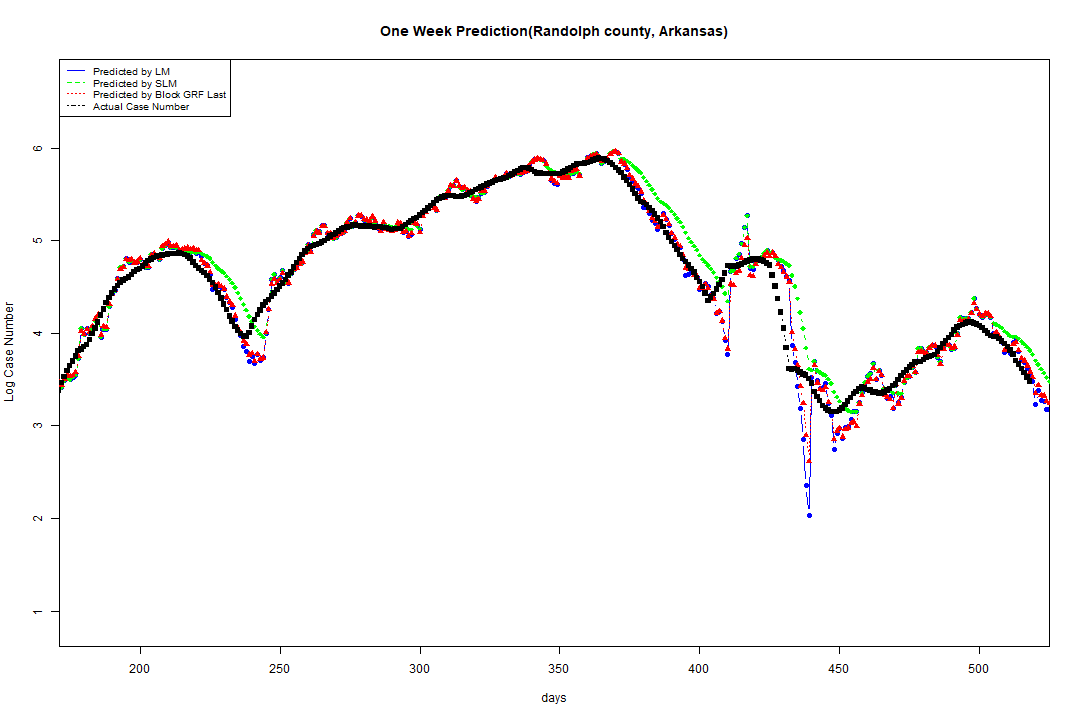 One Week Prediction(Randolph county, Arkansas)
Predicted by LM
Predicted by SLM
Predicted by Block GRF Last
Actual Case Number
6
5
4
3
2
1
Log Case Number
200 250 300 350 400 450 500
days